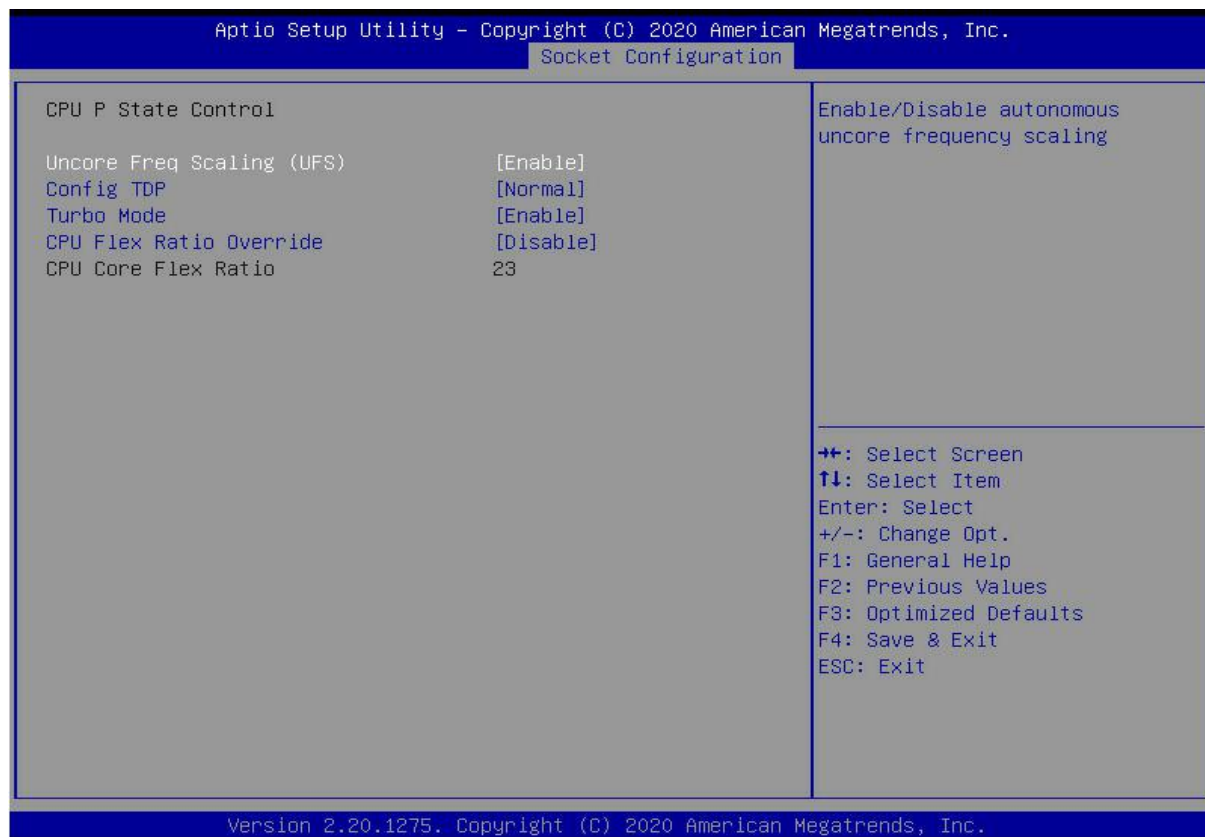 Aptio Setup Utility – Copyright (C) 2020 American Megatrends, Inc.
Socket Configuration
CPU P State Control
Uncore Freq Scaling (UFS) [Enable]
Config TDP [Normal]
Turbo Mode [Enable]
CPU Flex Ratio Override [Disable]
CPU Core Flex Ratio 23
Enable/Disable autonomous
uncore frequency scaling
→←: Select Screen
↑↓: Select Item
Enter: Select
+/-: Change Opt.
F1: General Help
F2: Previous Values
F3: Optimized Defaults
F4: Save & Exit
ESC: Exit
Version 2.20.1275. Copyright (C) 2020 American Megatrends, Inc.